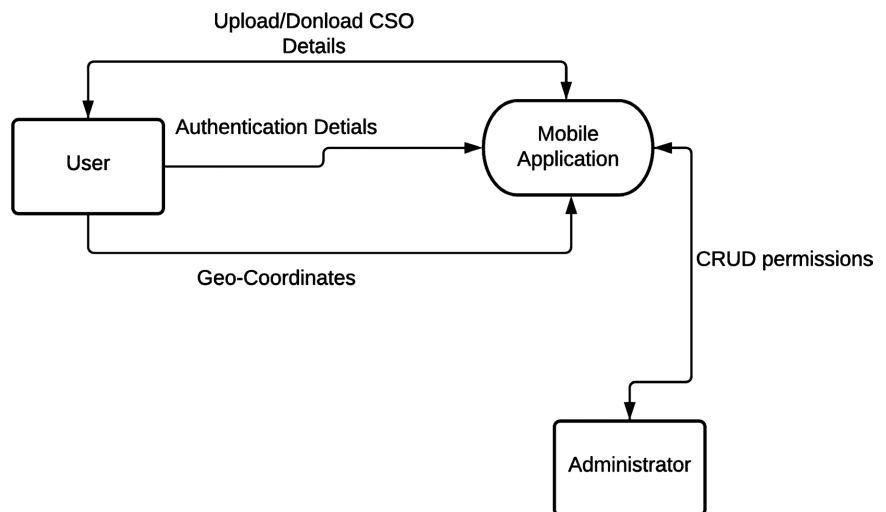 Upload/Donload CSO
Details
Authentication Detials
Mobile
Application
User
CRUD permissions
Geo-Coordinates
Administrator